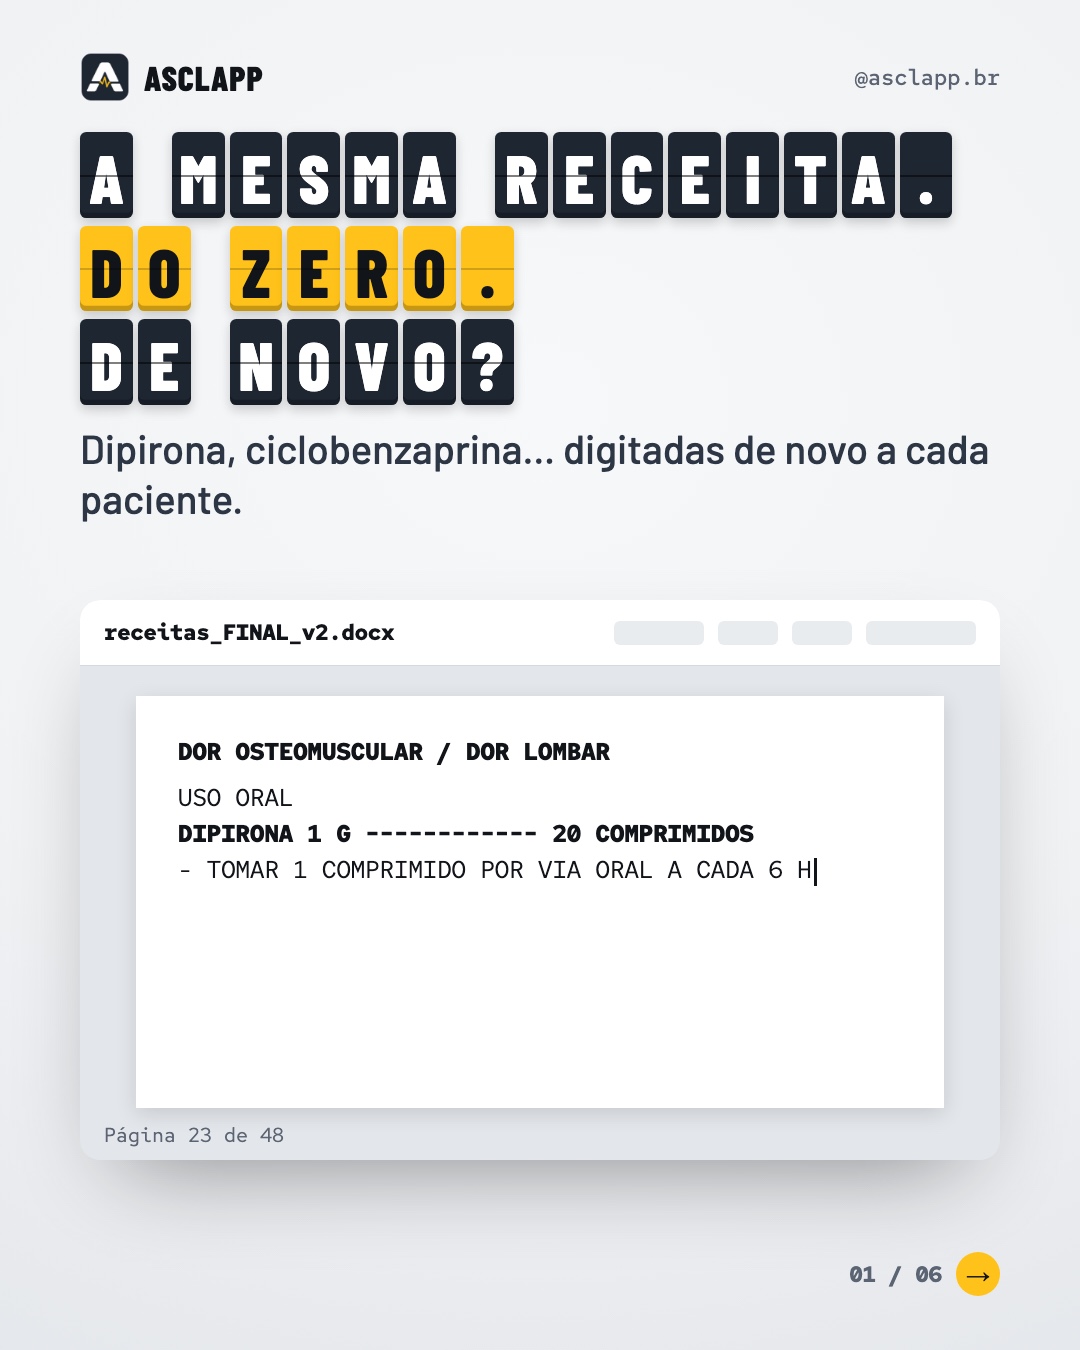 ASCLAPP
@asclapp.br
A MESMA RECEITA.
DO ZERO.
DE NOVO?
Dipirona, ciclobenzaprina... digitadas de novo a cada
paciente.
receitas_FINAL_v2.docx
DOR OSTEOMUSCULAR / DOR LOMBAR
USO ORAL
DIPIRONA 1 G ------------ 20 COMPRIMIDOS
- TOMAR 1 COMPRIMIDO POR VIA ORAL A CADA 6 H
Página 23 de 48
01 / 06 →